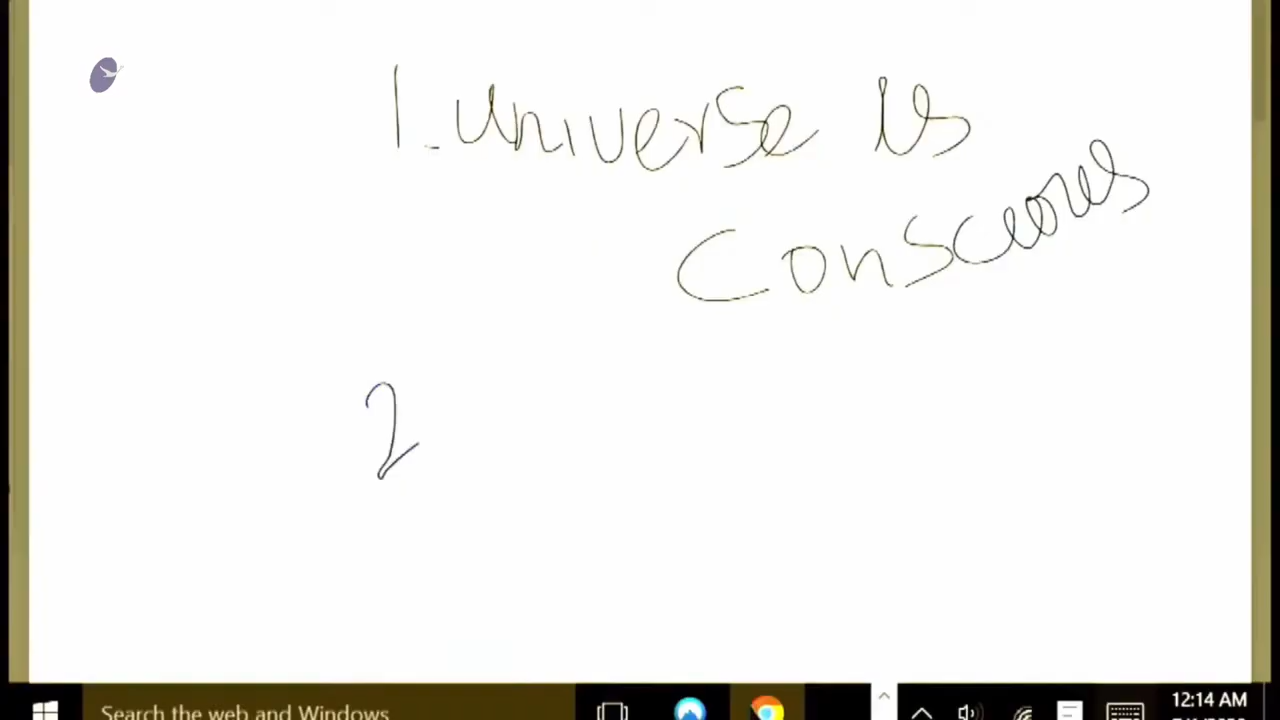 1. Universe is
Conscious
2
Search the web and Windows
12:14 AM